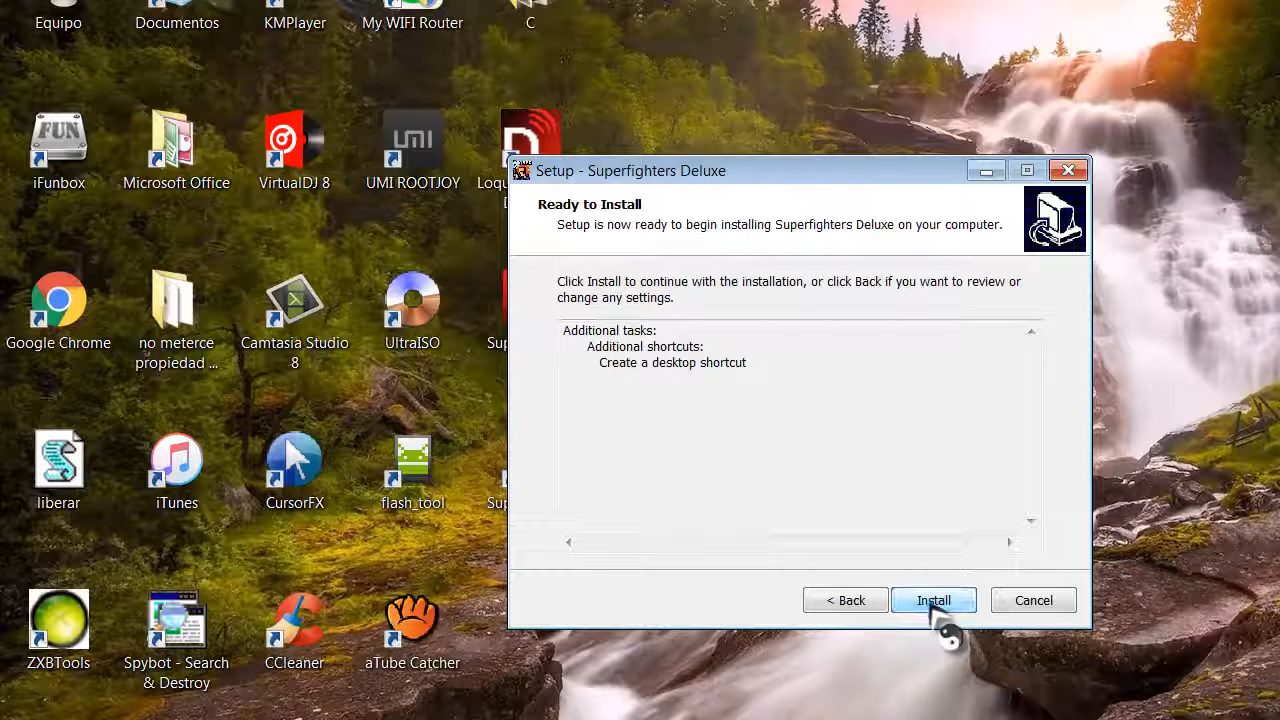 Equipo
Documentos
KMPlayer
My WIFI Router
C
FUN
UMI
D
iFunbox
Microsoft Office
VirtualDJ 8
UMI ROOTJOY
Setup - Superfighters Deluxe
Ready to Install
Setup is now ready to begin installing Superfighters Deluxe on your computer.
Click Install to continue with the installation, or click Back if you want to review or
change any settings.
Additional tasks:
Additional shortcuts:
Create a desktop shortcut
< Back
Install
Cancel
Google Chrome
no meterce
propiedad ...
Camtasia Studio
8
UltraISO
liberar
iTunes
CursorFX
flash_tool
ZXBTools
Spybot - Search
& Destroy
CCleaner
aTube Catcher